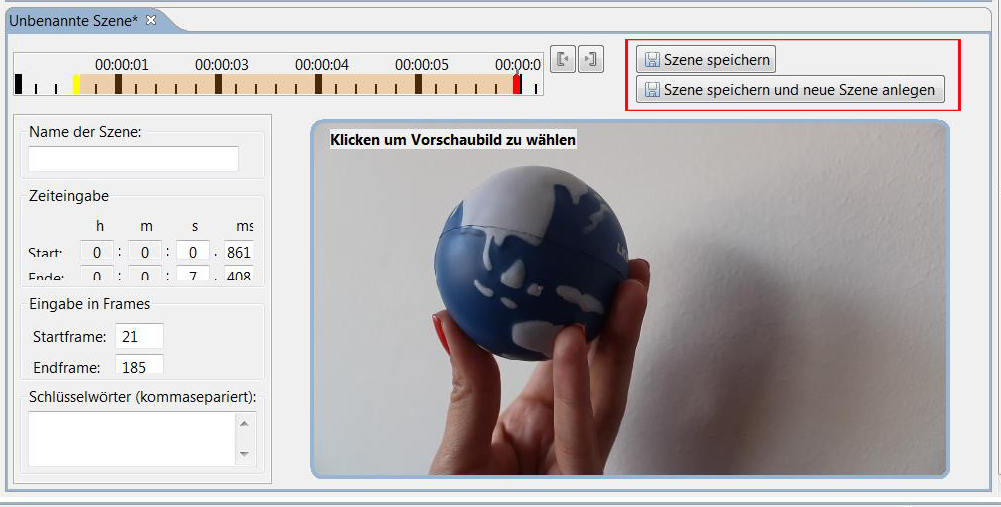 Unbenannte Szene*
00:00:01 00:00:03 00:00:04 00:00:05 00:00:0
Szene speichern
Szene speichern und neue Szene anlegen
Name der Szene:
Klicken um Vorschaubild zu wählen
Zeiteingabe
h m s ms
Start: 0 : 0 : 0 . 861
Ende: 0 : 0 : 7 . 408
Eingabe in Frames
Startframe: 21
Endframe: 185
Schlüsselwörter (kommasepariert):